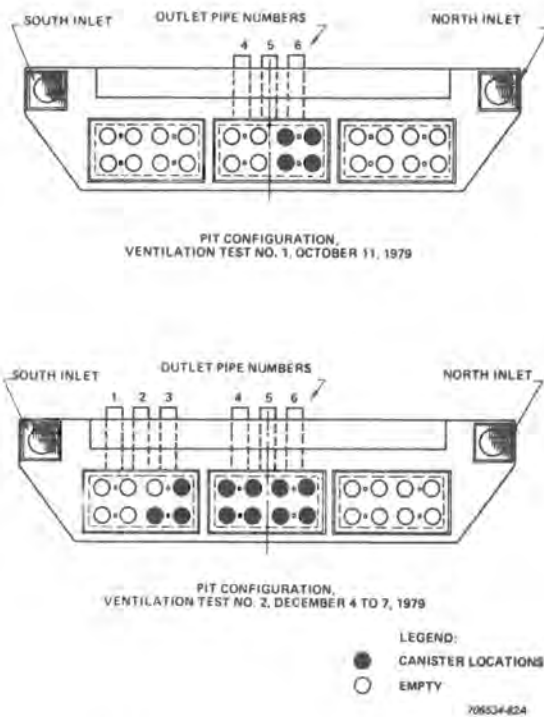 SOUTH INLET
OUTLET PIPE NUMBERS
NORTH INLET
4 5 6
PIT CONFIGURATION,
VENTILATION TEST NO. 1, OCTOBER 11, 1979
SOUTH INLET
OUTLET PIPE NUMBERS
NORTH INLET
1 2 3 4 5 6
PIT CONFIGURATION,
VENTILATION TEST NO. 2, DECEMBER 4 TO 7, 1979
LEGEND:
CANISTER LOCATIONS
EMPTY